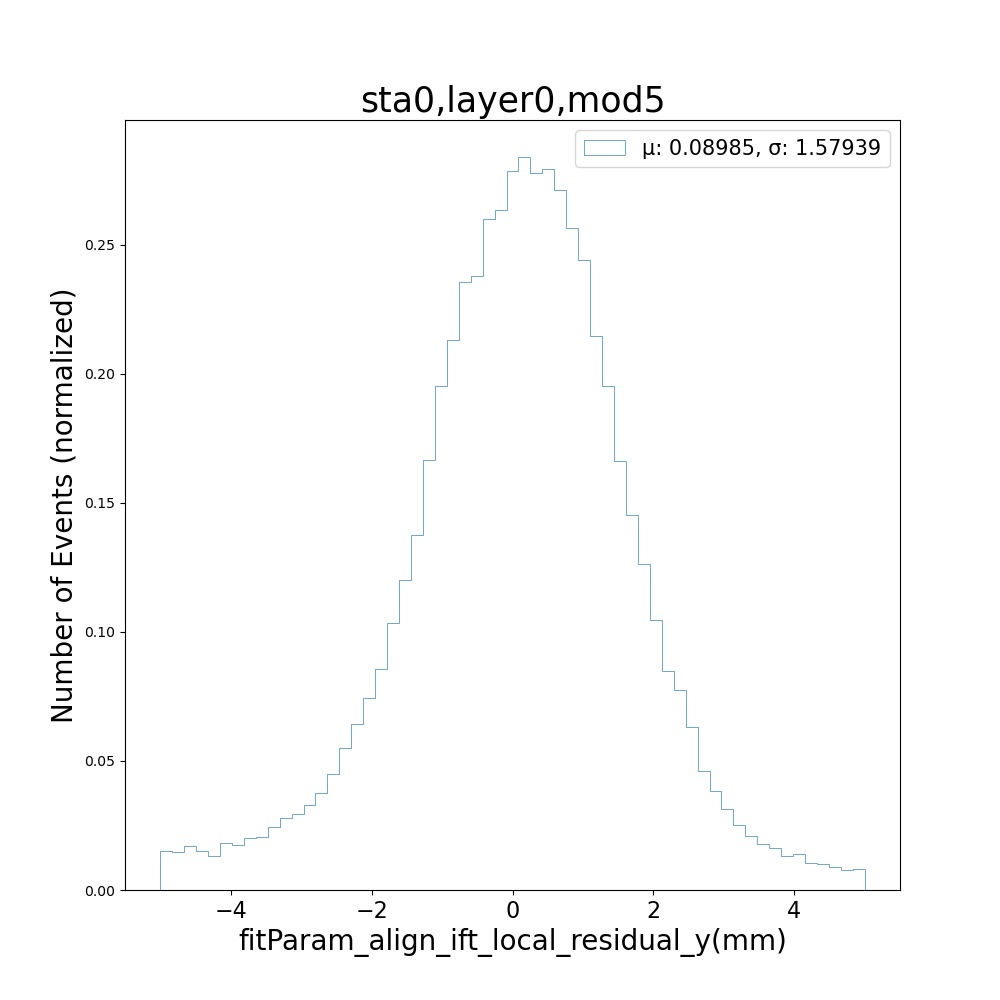 sta0,layer0,mod5
μ: 0.08985, σ: 1.57939
Number of Events (normalized)
0.25
0.20
0.15
0.10
0.05
0.00
−4 −2 0 2 4
fitParam_align_ift_local_residual_y(mm)